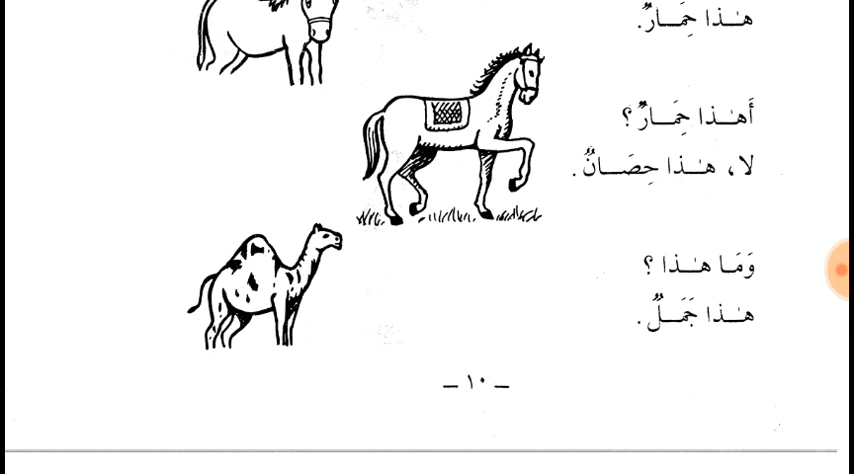 هٰذا حِمَارٌ.
أَهٰذا حِمَارٌ؟
لا، هٰذا حِصَانٌ.
وَمَا هٰذا؟
هٰذا جَمَلٌ.
– ١٠ –